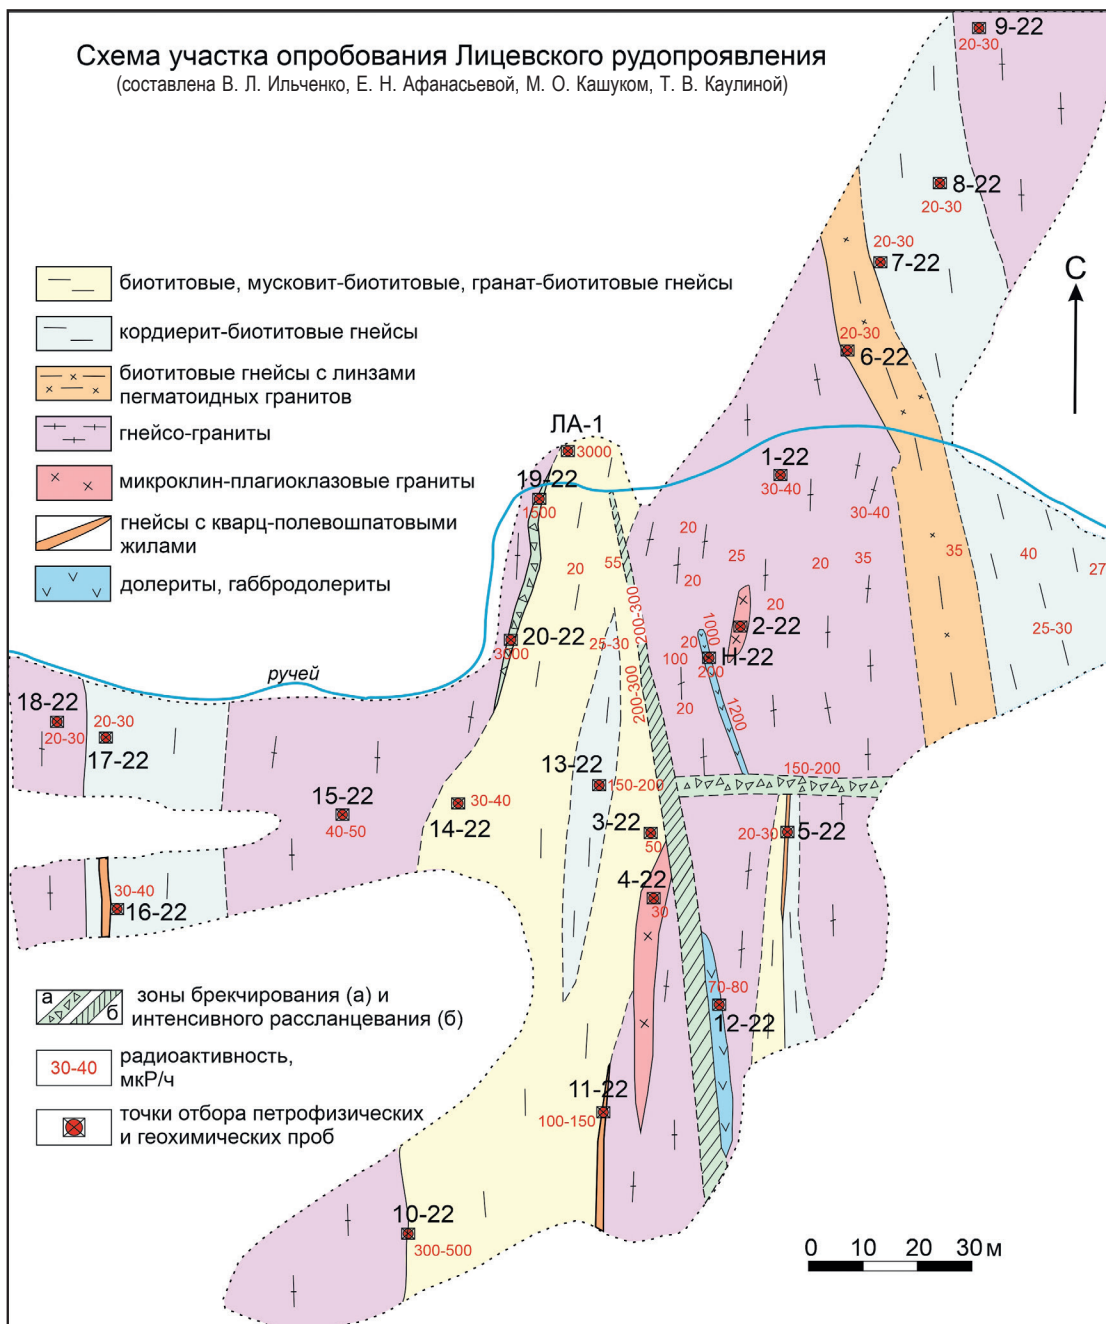 Схема участка опробования Лицевского рудопроявления
(составлена В. Л. Ильченко, Е. Н. Афанасьевой, М. О. Кашуком, Т. В. Каулиной)
9-22
20-30
8-22
20-30
20-30
7-22
20-30
6-22
С
биотитовые, мусковит-биотитовые, гранат-биотитовые гнейсы
кордиерит-биотитовые гнейсы
биотитовые гнейсы с линзами
пегматоидных гранитов
гнейсо-граниты
микроклин-плагиоклазовые граниты
гнейсы с кварц-полевошпатовыми
жилами
долериты, габбродолериты
ЛА-1
3000
19-22
1500
1-22
30-40
30-40
20
25
20
35
35
40
27
20
55
20
20
200-300
1000
2-22
25-30
20-22
3000
25-30
20
100
Н-22
200
200-300
20
1200
ручей
18-22
20-30
20-30
17-22
13-22
150-200
150-200
15-22
40-50
30-40
14-22
3-22
50
20-30
5-22
4-22
30
30-40
16-22
70-80
12-22
а
б
зоны брекчирования (а) и
интенсивного рассланцевания (б)
30-40
радиоактивность,
мкР/ч
точки отбора петрофизических
и геохимических проб
11-22
100-150
10-22
300-500
0 10 20 30 м